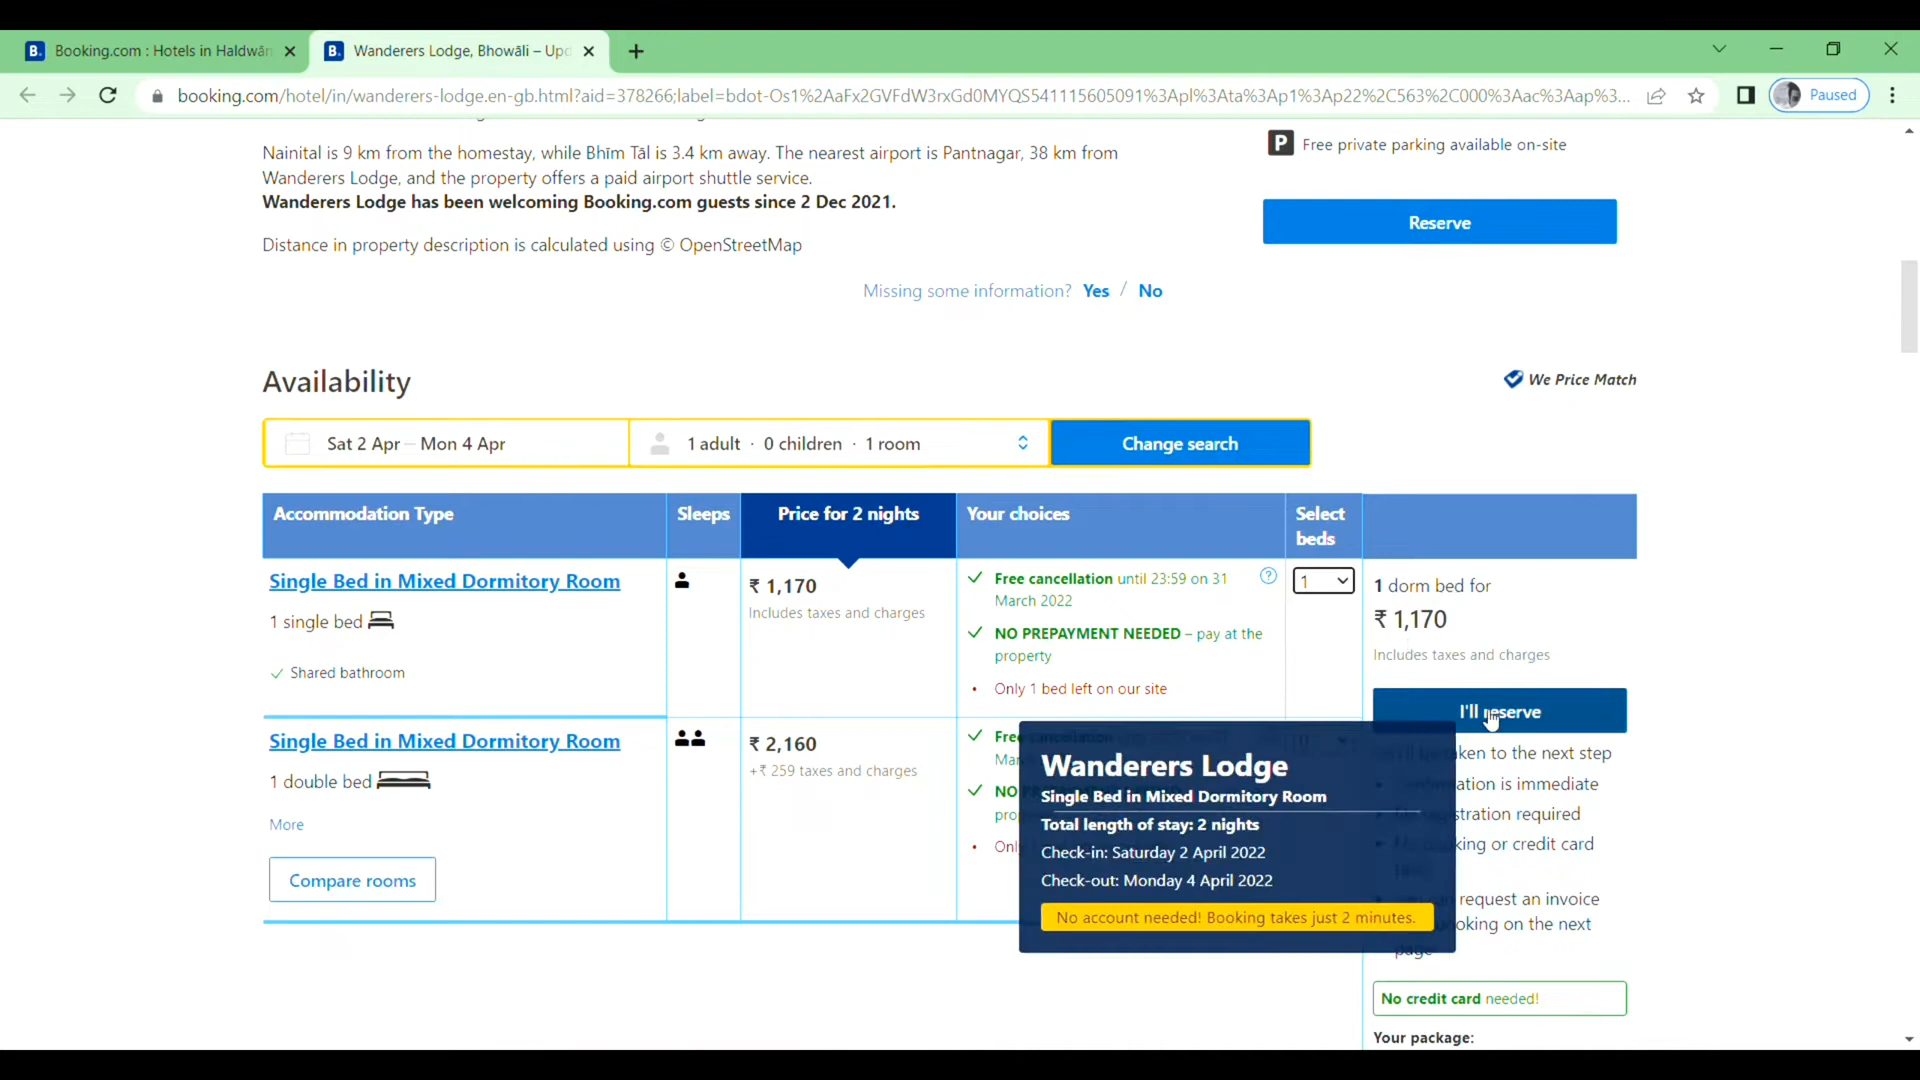 B. Booking.com : Hotels in Haldwān
B. Wanderers Lodge, Bhowāli – Upd
booking.com/hotel/in/wanderers-lodge.en-gb.html?aid=378266;label=bdot-Os1%2AaFx2GVFdW3rxGd0MYQS541115605091%3Apl%3Ata%3Ap1%3Ap22%2C563%2C000%3Aac%3Aap%3...
Paused
Nainital is 9 km from the homestay, while Bhīm Tāl is 3.4 km away. The nearest airport is Pantnagar, 38 km from
Wanderers Lodge, and the property offers a paid airport shuttle service.
Wanderers Lodge has been welcoming Booking.com guests since 2 Dec 2021.
Distance in property description is calculated using © OpenStreetMap
P Free private parking available on-site
Reserve
Missing some information? Yes / No
Availability
We Price Match
Sat 2 Apr – Mon 4 Apr
1 adult · 0 children · 1 room
Change search
Accommodation Type
Sleeps
Price for 2 nights
Your choices
Select
beds
Single Bed in Mixed Dormitory Room
1 single bed
✓ Shared bathroom
₹ 1,170
Includes taxes and charges
✓ Free cancellation until 23:59 on 31
March 2022
✓ NO PREPAYMENT NEEDED – pay at the
property
• Only 1 bed left on our site
1
1 dorm bed for
₹ 1,170
Includes taxes and charges
I'll reserve
Single Bed in Mixed Dormitory Room
1 double bed
More
Compare rooms
₹ 2,160
+₹ 259 taxes and charges
Wanderers Lodge
Single Bed in Mixed Dormitory Room
Total length of stay: 2 nights
Check-in: Saturday 2 April 2022
Check-out: Monday 4 April 2022
No account needed! Booking takes just 2 minutes.
taken to the next step
is immediate
required
or credit card
request an invoice
on the next
page
No credit card needed!
Your package: